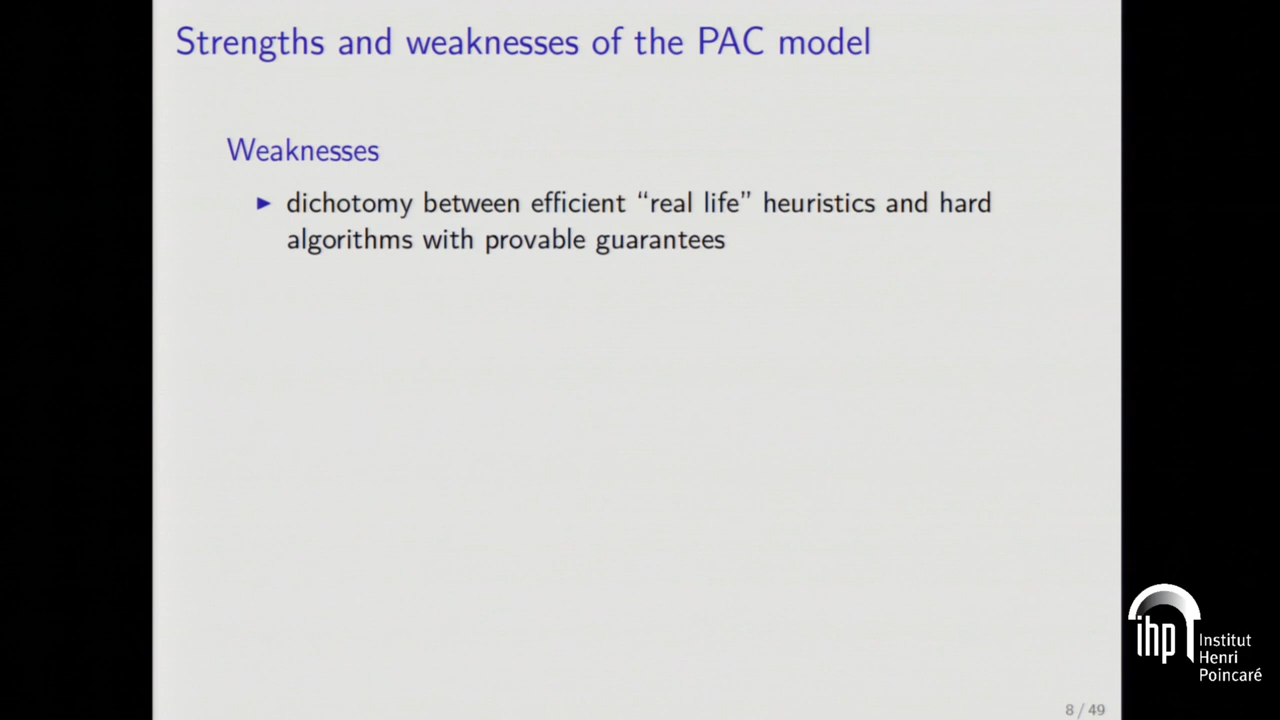 Strengths and weaknesses of the PAC model
Weaknesses
▶ dichotomy between efficient “real life” heuristics and hard
algorithms with provable guarantees
8 / 49
ihp
Institut
Henri
Poincaré